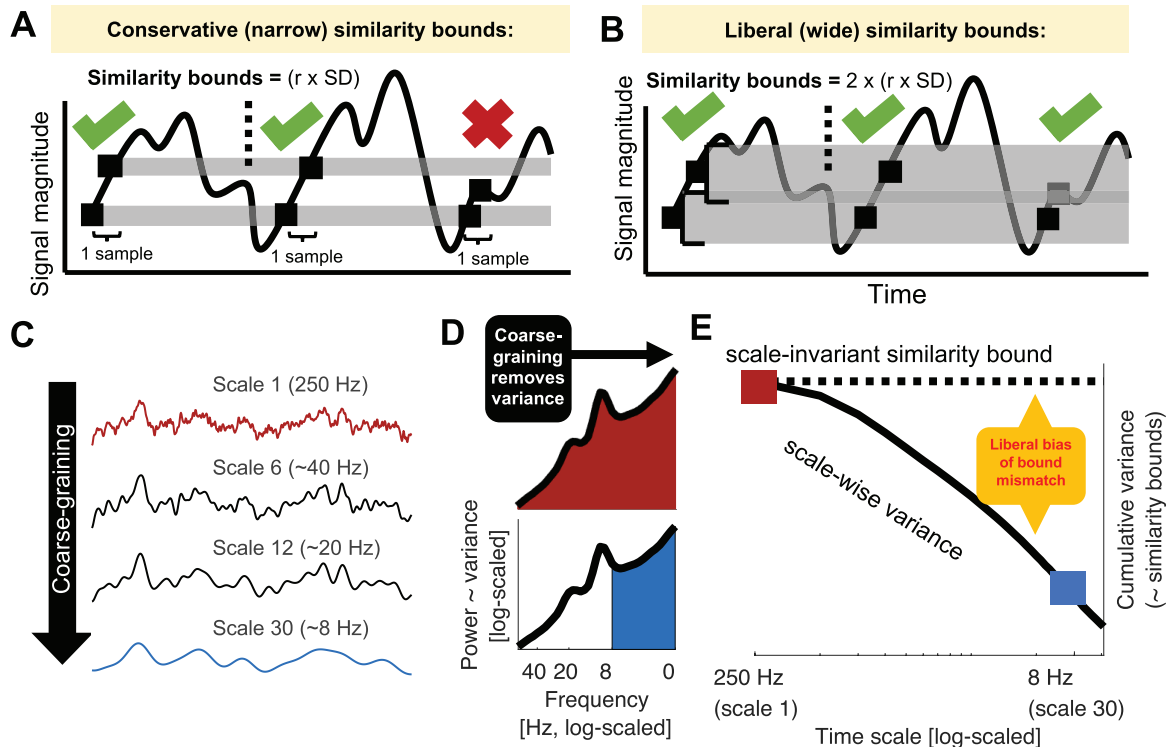 A
Conservative (narrow) similarity bounds:
Similarity bounds = (r x SD)
Signal magnitude
1 sample
1 sample
1 sample
B
Liberal (wide) similarity bounds:
Similarity bounds = 2 x (r x SD)
Signal magnitude
Time
C
Coarse-graining
Scale 1 (250 Hz)
Scale 6 (~40 Hz)
Scale 12 (~20 Hz)
Scale 30 (~8 Hz)
D
Coarse-
graining
removes
variance
Power ~ variance
[log-scaled]
40 20 8 0
Frequency
[Hz, log-scaled]
E
scale-invariant similarity bound
Liberal bias
of bound
mismatch
scale-wise variance
Cumulative variance
(~ similarity bounds)
250 Hz
(scale 1)
8 Hz
(scale 30)
Time scale [log-scaled]